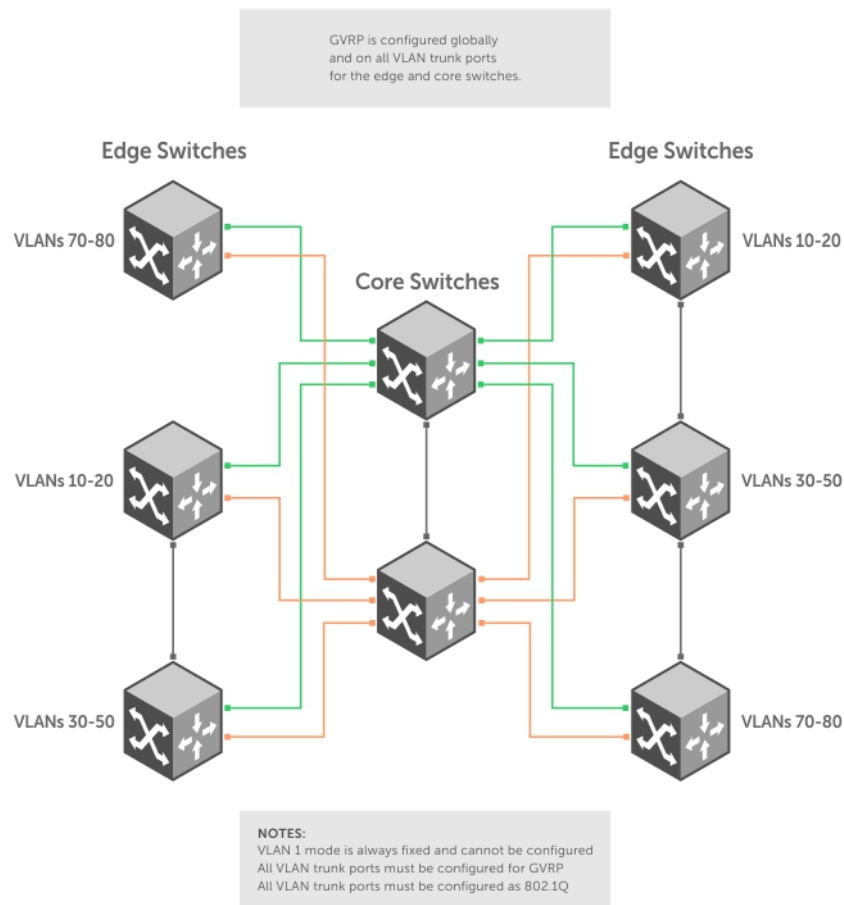 GVRP is configured globally
and on all VLAN trunk ports
for the edge and core switches.
Edge Switches
Edge Switches
VLANs 70-80
VLANs 10-20
Core Switches
VLANs 10-20
VLANs 30-50
VLANs 30-50
VLANs 70-80
NOTES:
VLAN 1 mode is always fixed and cannot be configured
All VLAN trunk ports must be configured for GVRP
All VLAN trunk ports must be configured as 802.1Q